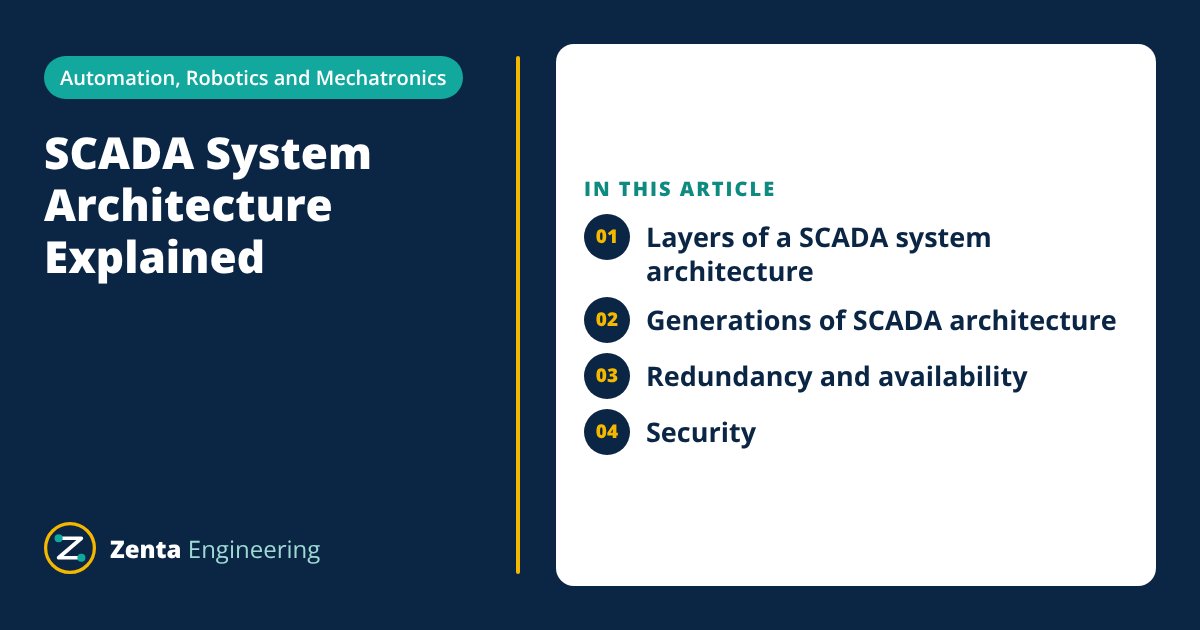 Automation, Robotics and Mechatronics
SCADA System
Architecture
Explained
Zenta Engineering
IN THIS ARTICLE
01 Layers of a SCADA system
architecture
02 Generations of SCADA architecture
03 Redundancy and availability
04 Security